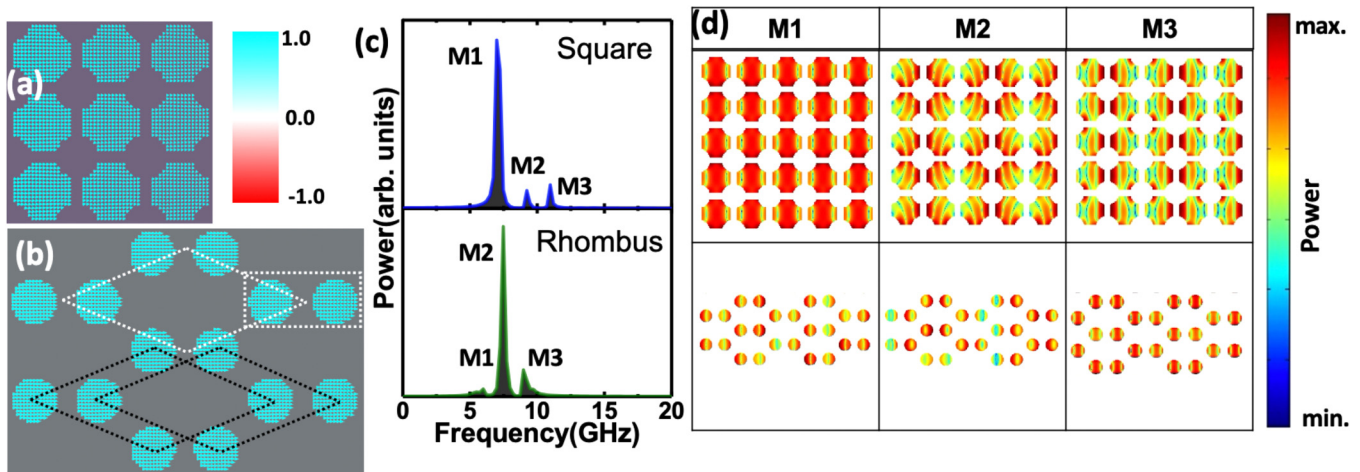 (a)
1.0
0.0
-1.0
(b)
(c)
Power(arb. units)
Square
M1
M2
M3
Rhombus
M2
M1
M3
0 5 10 15 20
Frequency(GHz)
(d)
M1 M2 M3
max.
Power
min.